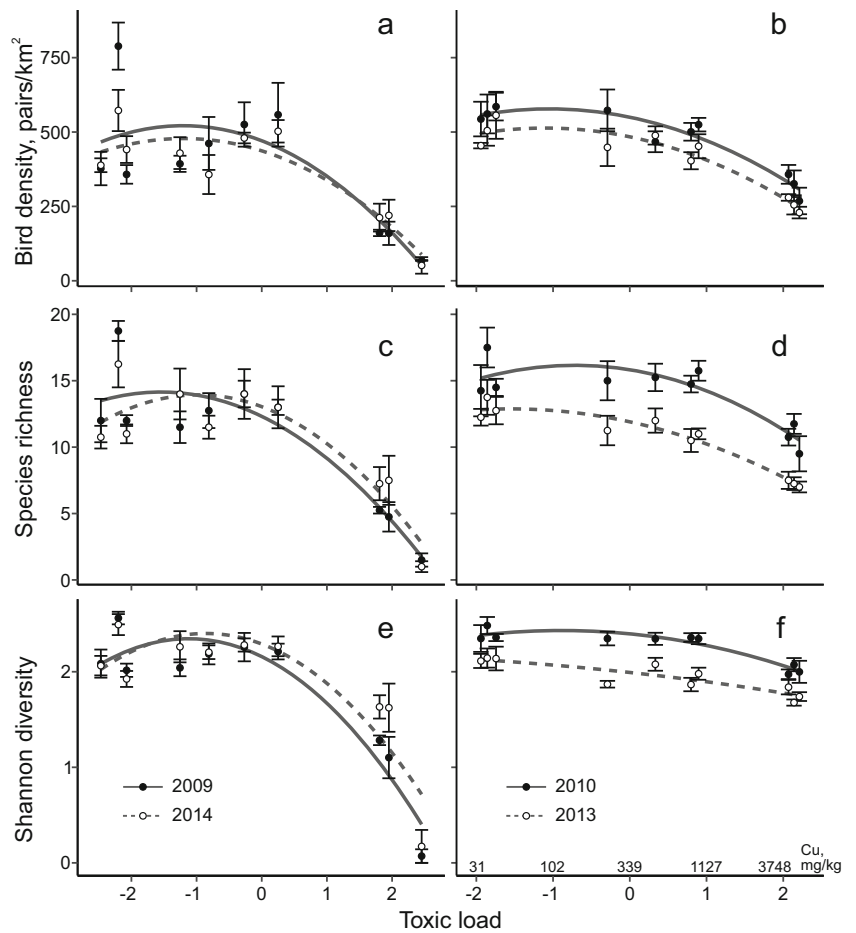 a
b
Bird density, pairs/km²
750
500
250
0
c
d
Species richness
20
15
10
5
0
e
f
Shannon diversity
2
1
0
2009
2014
2010
2013
31 102 339 1127 3748 Cu, mg/kg
-2 -1 0 1 2
-2 -1 0 1 2
Toxic load